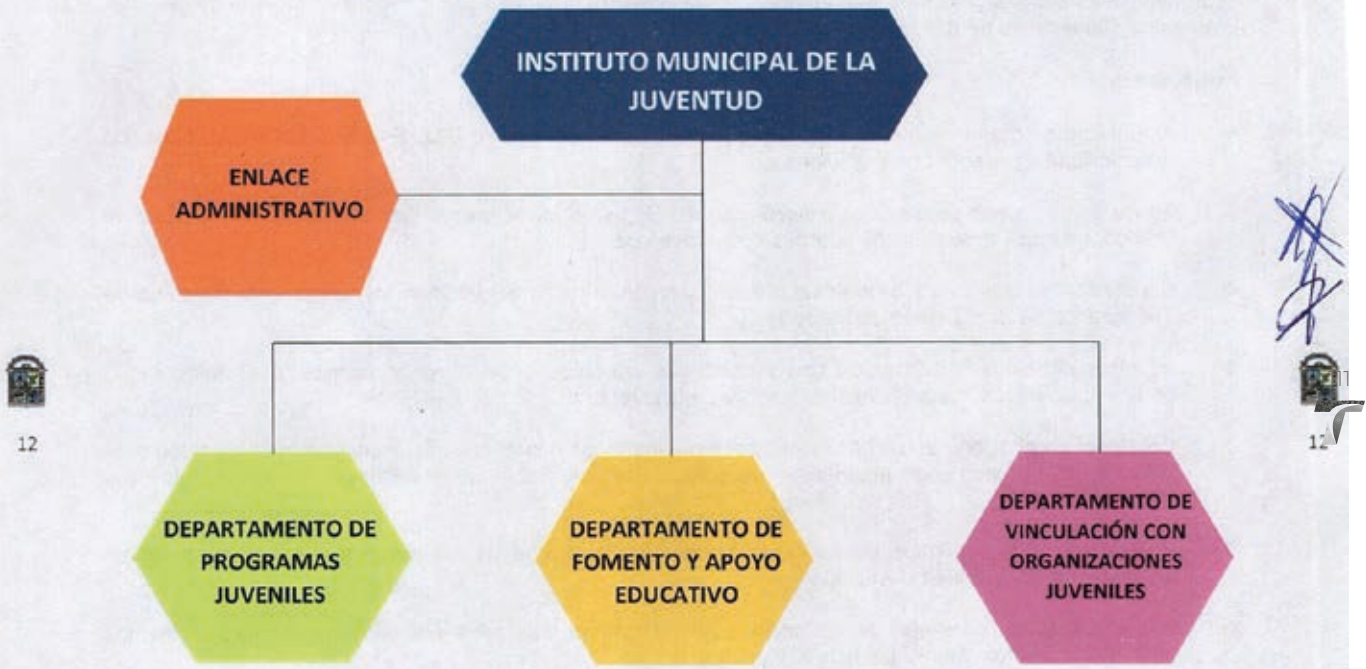 INSTITUTO MUNICIPAL DE LA
JUVENTUD
ENLACE
ADMINISTRATIVO
12
12
DEPARTAMENTO DE
PROGRAMAS
JUVENILES
DEPARTAMENTO DE
FOMENTO Y APOYO
EDUCATIVO
DEPARTAMENTO DE
VINCULACIÓN CON
ORGANIZACIONES
JUVENILES